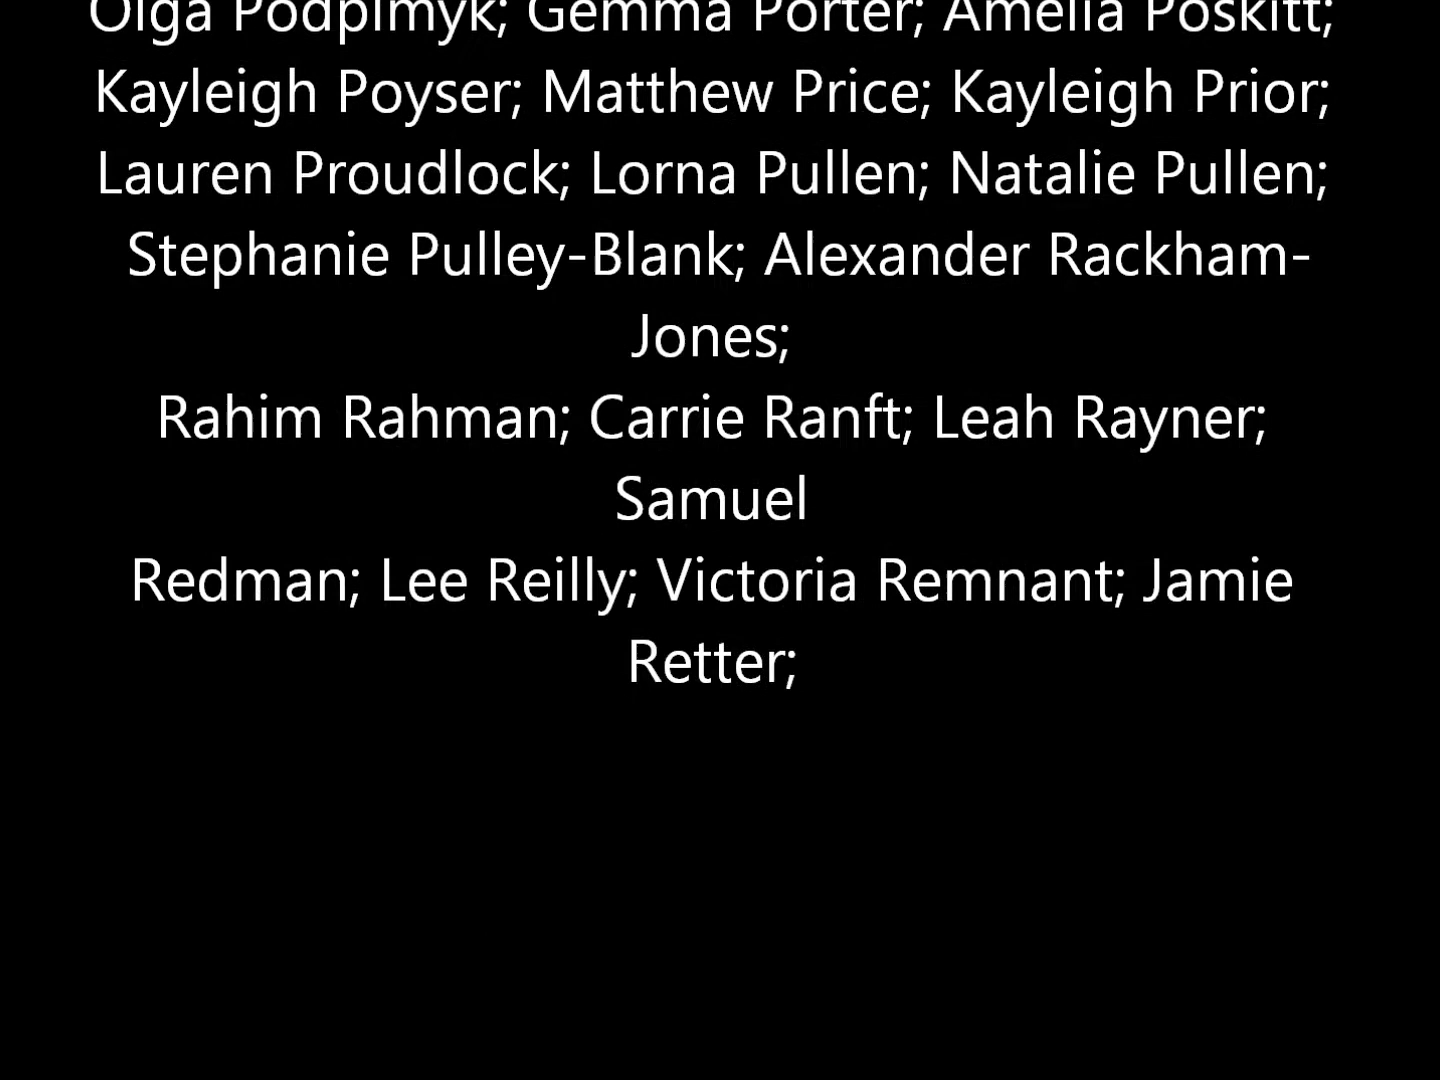 Olga Podplmyk; Gemma Porter; Amelia Poskitt;
Kayleigh Poyser; Matthew Price; Kayleigh Prior;
Lauren Proudlock; Lorna Pullen; Natalie Pullen;
Stephanie Pulley-Blank; Alexander Rackham-
Jones;
Rahim Rahman; Carrie Ranft; Leah Rayner;
Samuel
Redman; Lee Reilly; Victoria Remnant; Jamie
Retter;